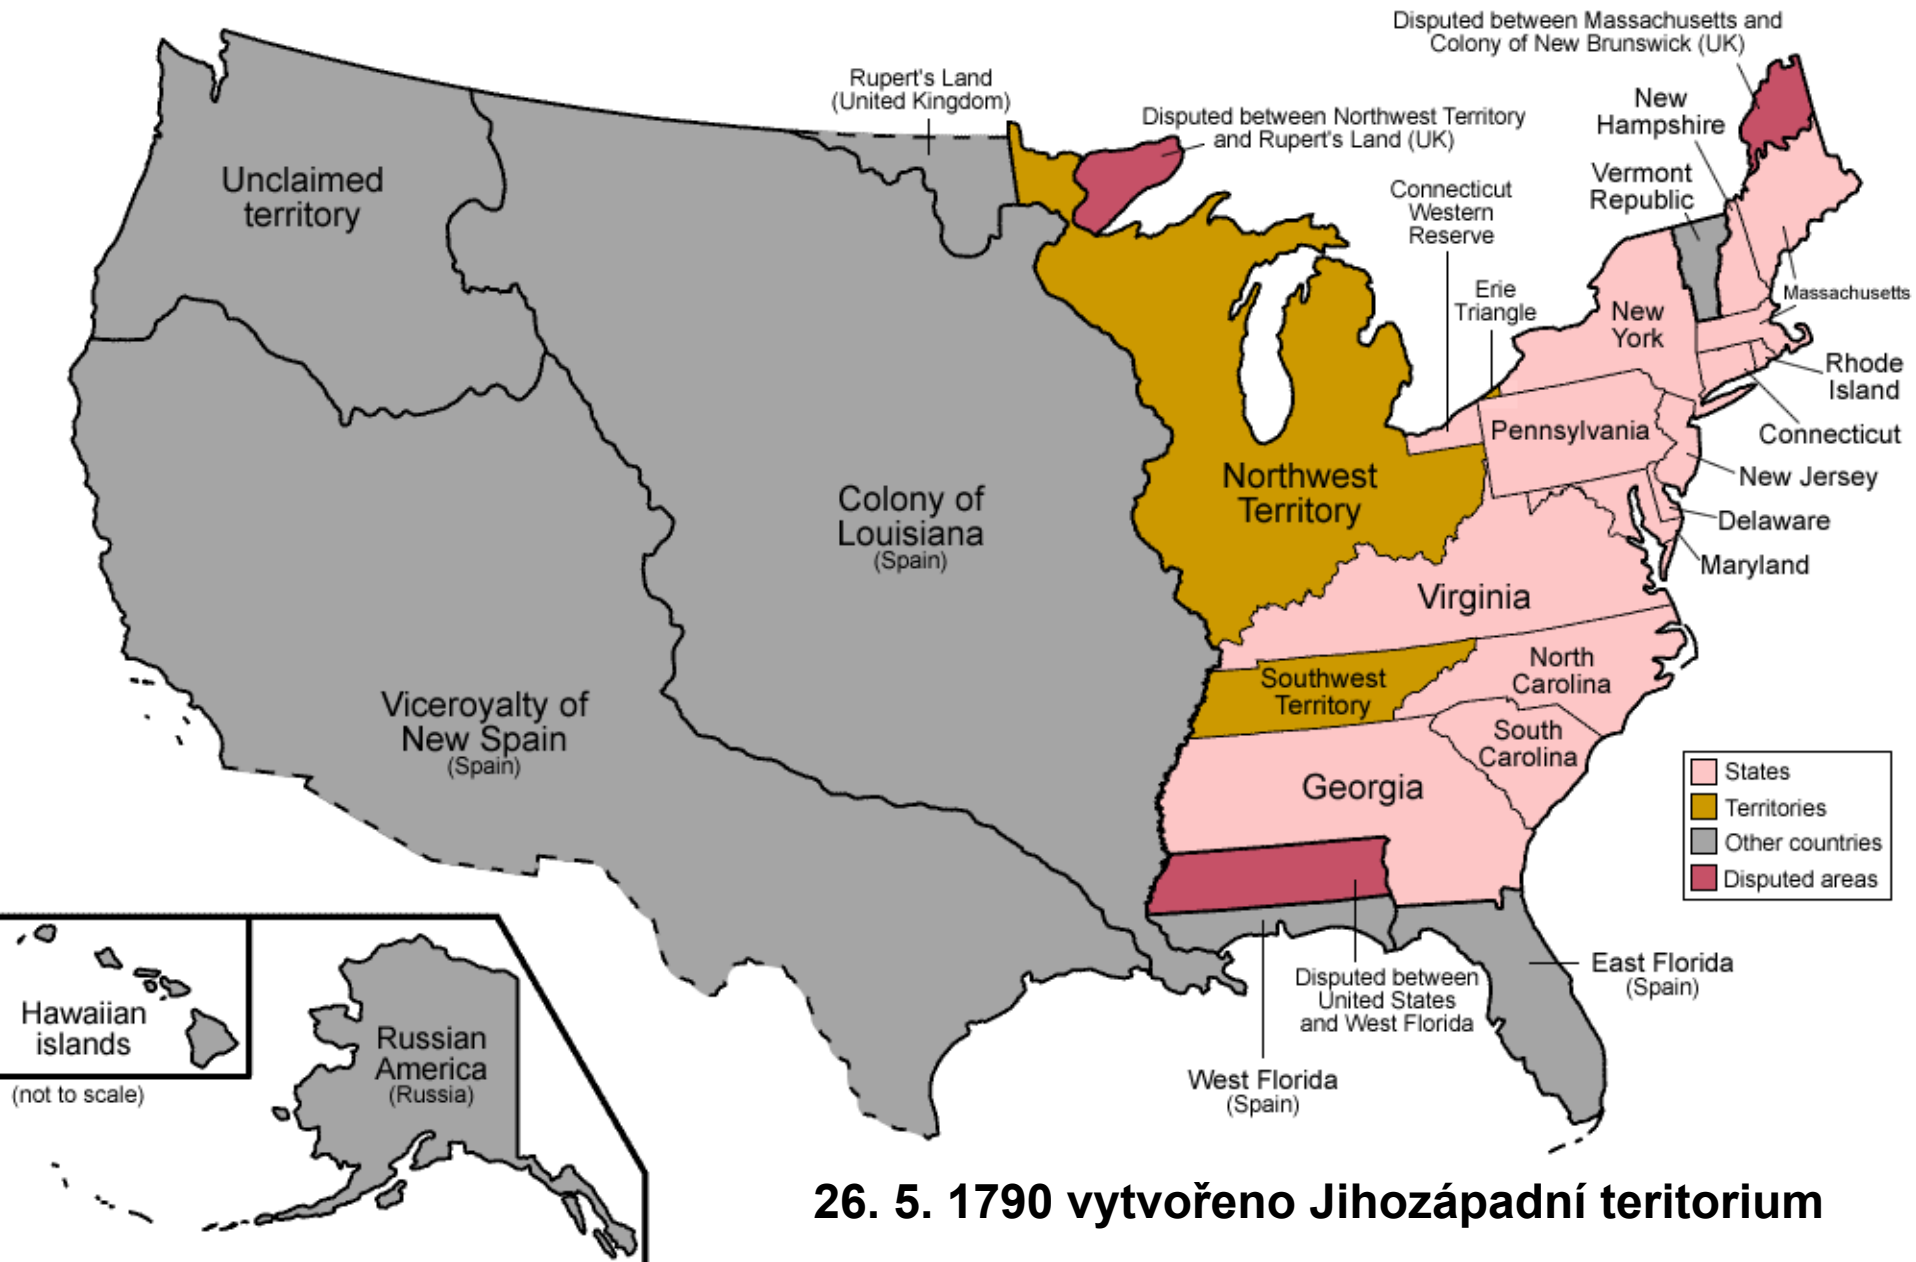 Disputed between Massachusetts and
Colony of New Brunswick (UK)
Rupert's Land
(United Kingdom)
Disputed between Northwest Territory
and Rupert's Land (UK)
New
Hampshire
Vermont
Republic
Connecticut
Western
Reserve
Unclaimed
territory
Erie
Triangle
Massachusetts
New
York
Rhode
Island
Connecticut
Pennsylvania
New Jersey
Northwest
Territory
Colony of
Louisiana
(Spain)
Delaware
Maryland
Virginia
North
Carolina
Southwest
Territory
South
Carolina
Viceroyalty of
New Spain
(Spain)
Georgia
States
Territories
Other countries
Disputed areas
East Florida
(Spain)
Disputed between
United States
and West Florida
West Florida
(Spain)
Hawaiian
islands
(not to scale)
Russian
America
(Russia)
26. 5. 1790 vytvořeno Jihozápadní teritorium